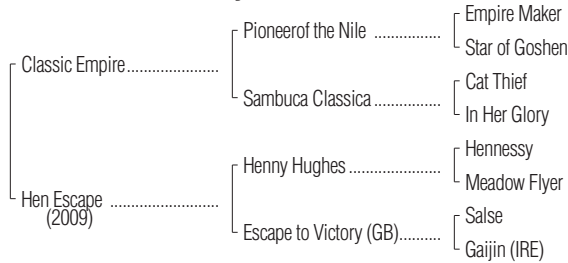 Empire Maker
Pioneerof the Nile ................
Star of Goshen
Classic Empire......................
Cat Thief
Sambuca Classica................
In Her Glory
Hennessy
Henny Hughes ......................
Meadow Flyer
Hen Escape ..........................
(2009)
Salse
Escape to Victory (GB)..........
Gaijin (IRE)